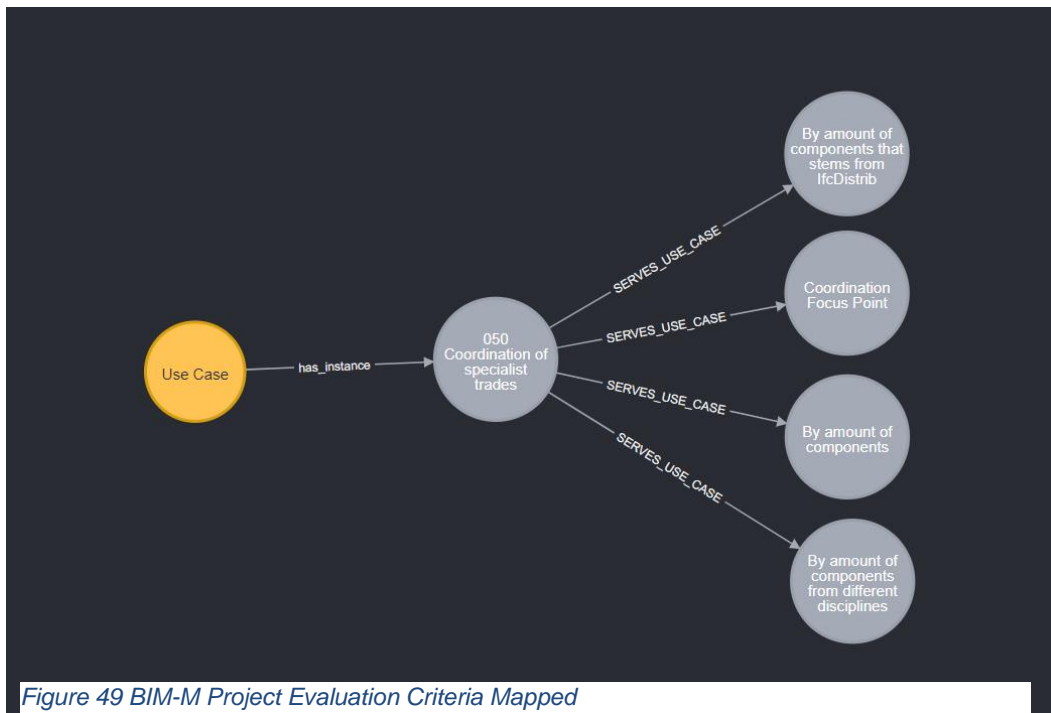 By amount of
components that
stems from
IfcDistrib
SERVES_USE_CASE
Coordination
Focus Point
SERVES_USE_CASE
050
Coordination of
specialist
trades
Use Case
has_instance
SERVES_USE_CASE
By amount of
components
SERVES_USE_CASE
By amount of
components
from different
disciplines
Figure 49 BIM-M Project Evaluation Criteria Mapped